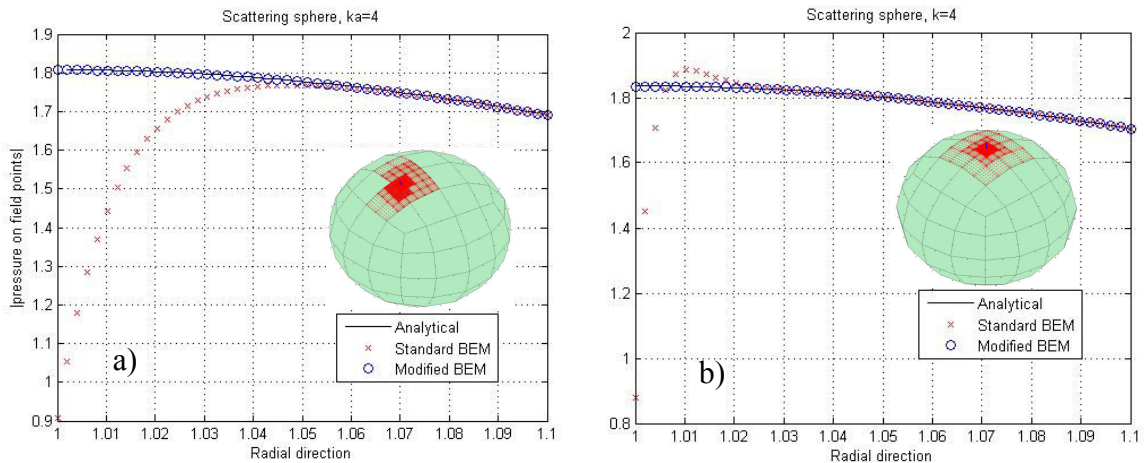 Scattering sphere, ka=4
1.9
1.8
1.7
1.6
1.5
1.4
1.3
1.2
1.1
1
0.9
|pressure on field points|
1 1.01 1.02 1.03 1.04 1.05 1.06 1.07 1.08 1.09 1.1
Radial direction
Analytical
Standard BEM
Modified BEM
a)
Scattering sphere, k=4
2
1.8
1.6
1.4
1.2
1
0.8
1 1.01 1.02 1.03 1.04 1.05 1.06 1.07 1.08 1.09 1.1
Radial direction
Analytical
Standard BEM
Modified BEM
b)